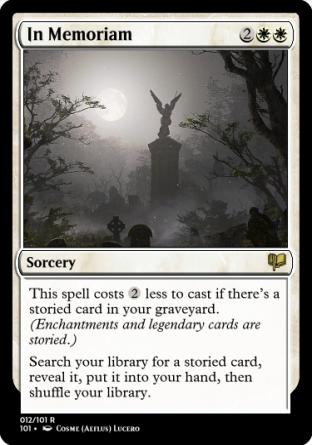 In Memoriam 2
Sorcery
This spell costs 2 less to cast if there's a
storied card in your graveyard.
(Enchantments and legendary cards are
storied.)
Search your library for a storied card,
reveal it, put it into your hand, then
shuffle your library.
012/101 R
101 • Cosme (Aeflus) Lucero